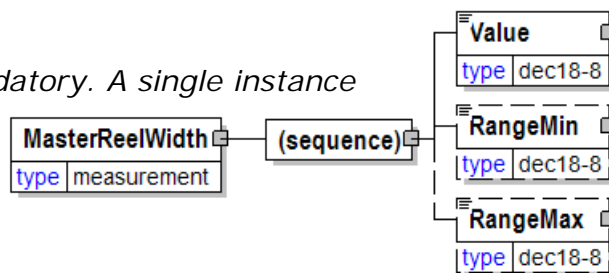 Value
type dec18-8
datory. A single instance
RangeMin
MasterReelWidth (sequence)
type measurement
type dec18-8
RangeMax
type dec18-8